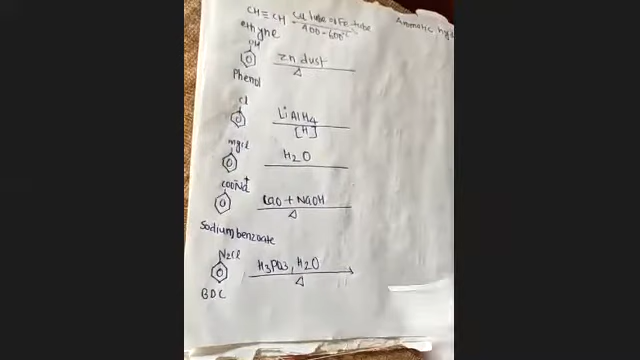 CH≡CH Cu tube or Fe-tube
ethyne 400-600°C
Aromatic hyd
OH
Zn dust
Δ
Phenol
Cl
LiAlH4
[H]
mgcl
H2O
COONa+
CaO + NaOH
Δ
Sodium benzoate
N2Cl
H3PO3, H2O
Δ
BDC